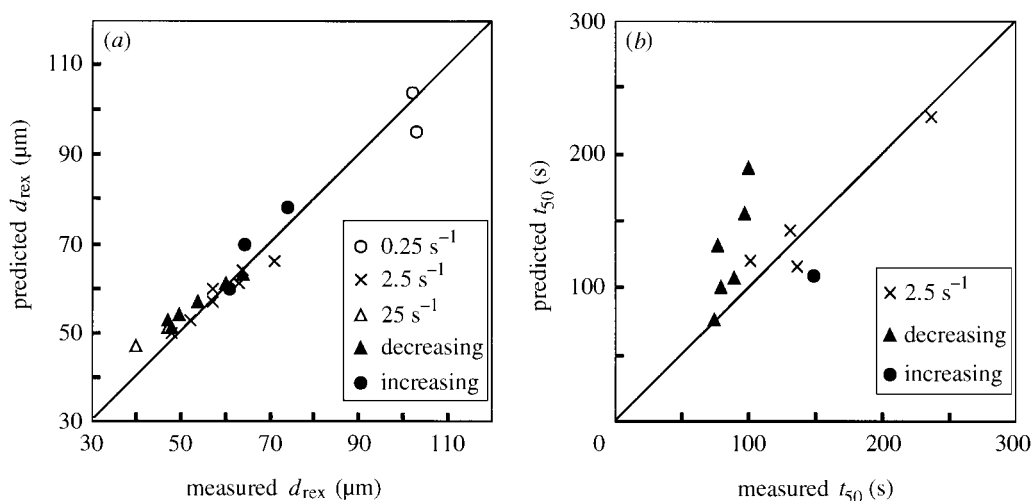 (a)
predicted d_rex (µm)
110
90
70
50
30
30 50 70 90 110
measured d_rex (µm)
0.25 s⁻¹
2.5 s⁻¹
25 s⁻¹
decreasing
increasing
(b)
predicted t₅₀ (s)
300
200
100
0 100 200 300
measured t₅₀ (s)
2.5 s⁻¹
decreasing
increasing